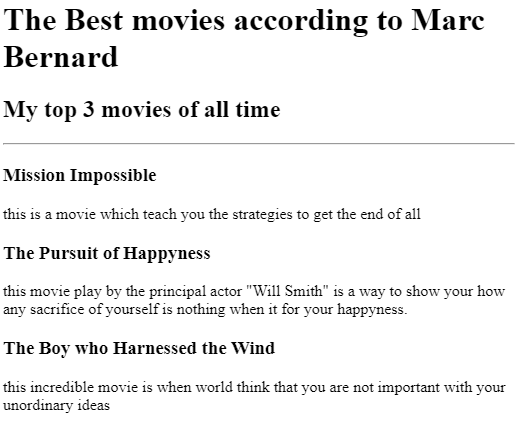 The Best movies according to Marc
Bernard
My top 3 movies of all time
Mission Impossible
this is a movie which teach you the strategies to get the end of all
The Pursuit of Happyness
this movie play by the principal actor "Will Smith" is a way to show your how
any sacrifice of yourself is nothing when it for your happyness.
The Boy who Harnessed the Wind
this incredible movie is when world think that you are not important with your
unordinary ideas